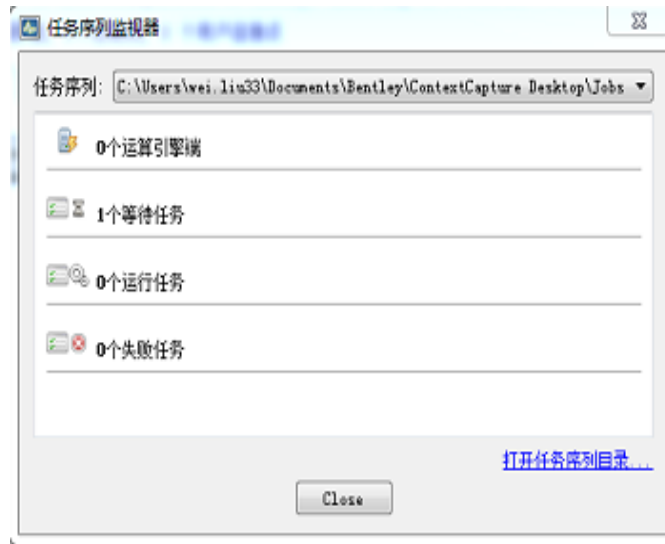 任务序列监视器
任务序列: C:\Users\wei.liu33\Documents\Bentley\ContextCapture Desktop\Jobs
0个运算引擎端
1个等待任务
0个运行任务
0个失败任务
打开任务序列目录...
Close